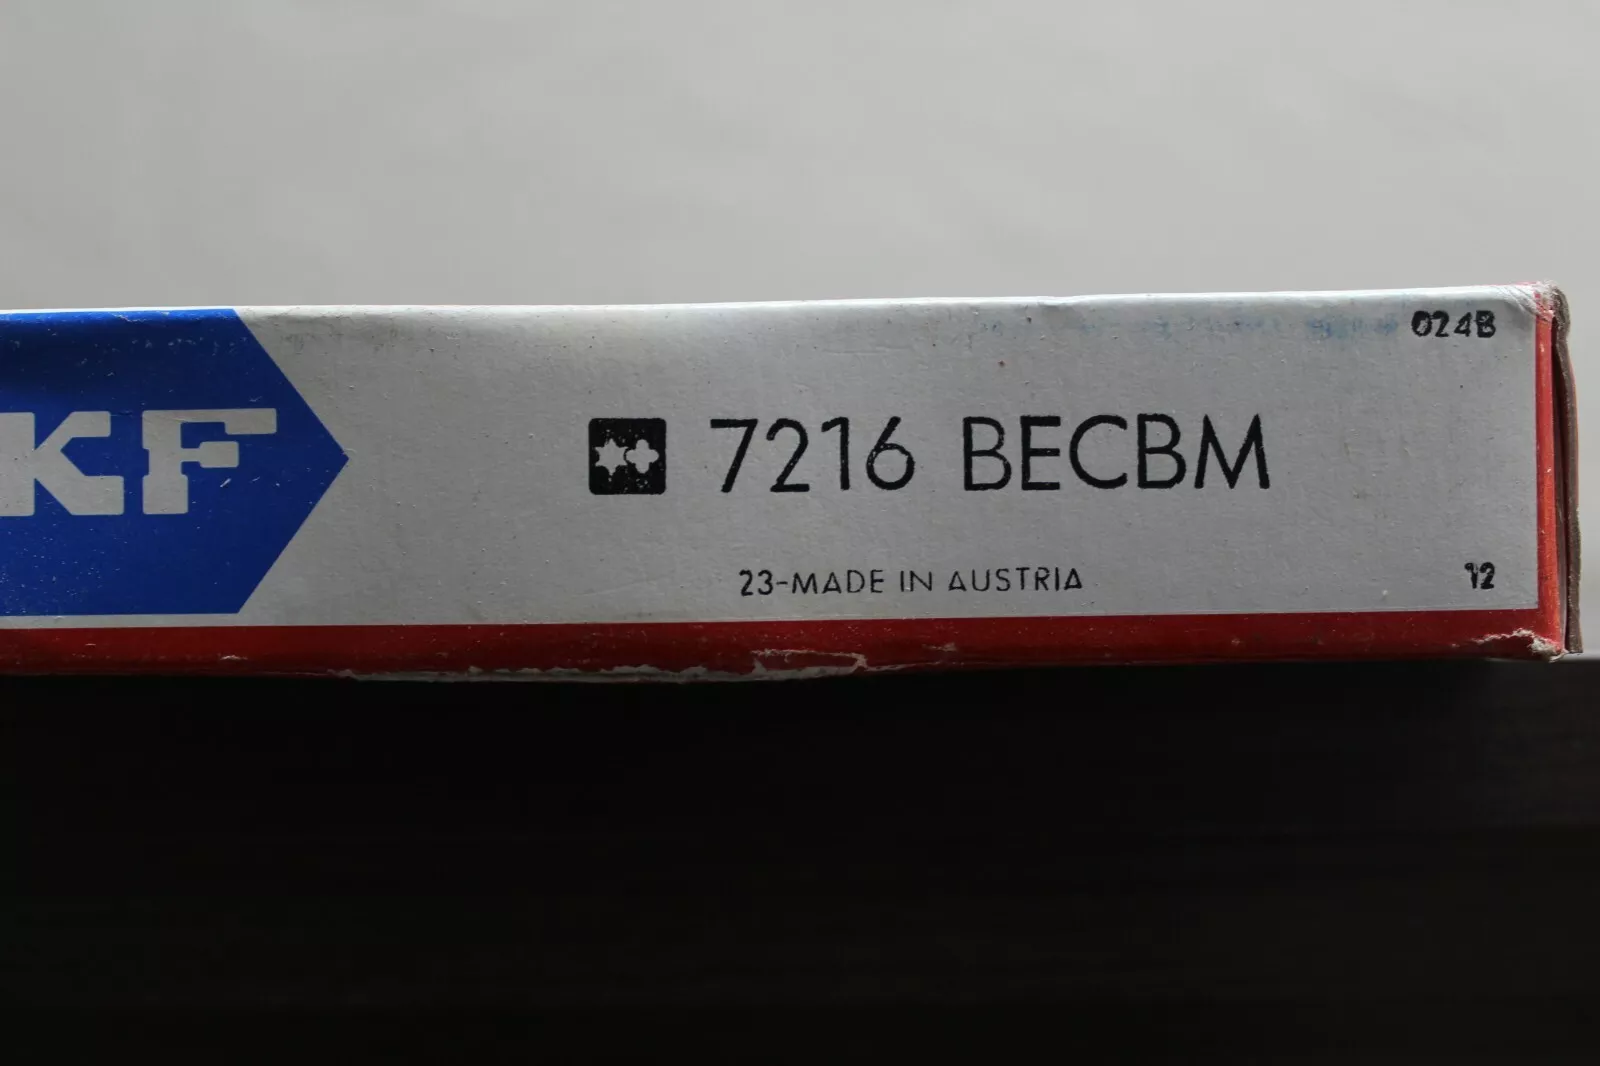 KF
024B
7216 BECBM
23-MADE IN AUSTRIA
12